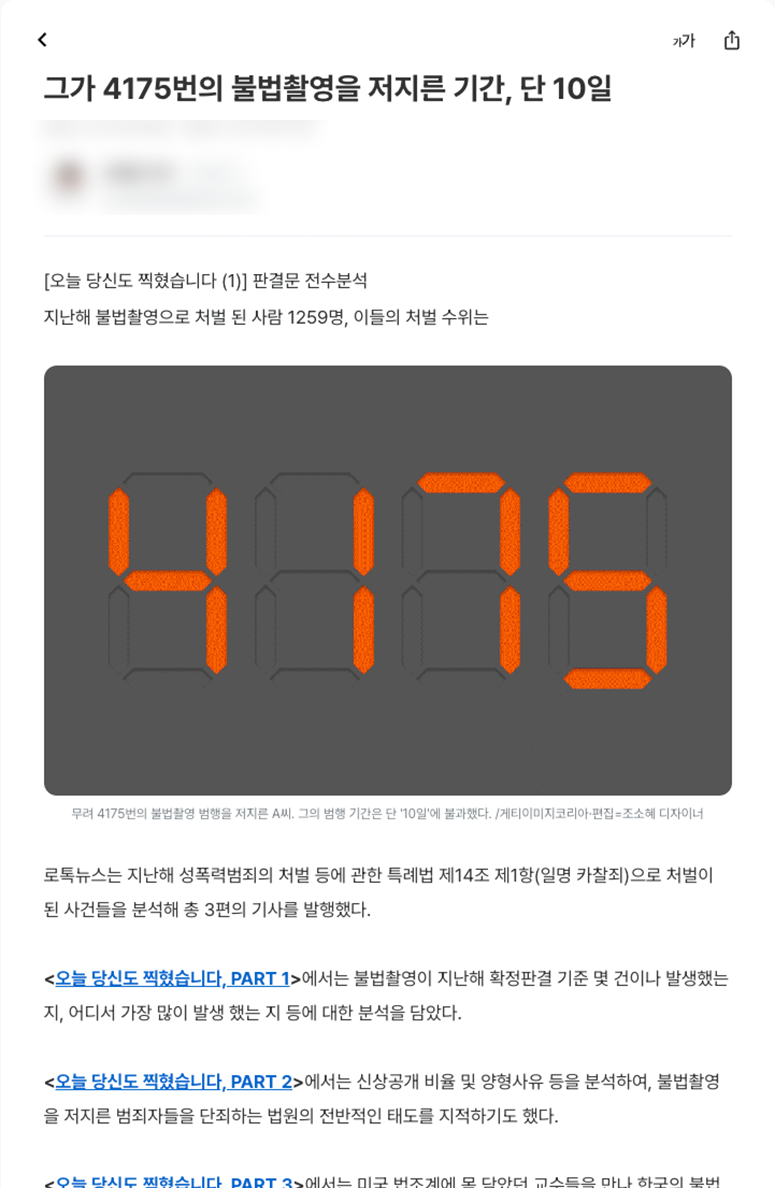 가가
그가 4175번의 불법촬영을 저지른 기간, 단 10일
[오늘 당신도 찍혔습니다 (1)] 판결문 전수분석
지난해 불법촬영으로 처벌 된 사람 1259명, 이들의 처벌 수위는
4175
무려 4175번의 불법촬영 범행을 저지른 A씨. 그의 범행 기간은 단 '10일'에 불과했다. /게티이미지코리아·편집=조소혜 디자이너
로톡뉴스는 지난해 성폭력범죄의 처벌 등에 관한 특례법 제14조 제1항(일명 카찰죄)으로 처벌이
된 사건들을 분석해 총 3편의 기사를 발행했다.
<오늘 당신도 찍혔습니다, PART 1>에서는 불법촬영이 지난해 확정판결 기준 몇 건이나 발생했는
지, 어디서 가장 많이 발생 했는 지 등에 대한 분석을 담았다.
<오늘 당신도 찍혔습니다, PART 2>에서는 신상공개 비율 및 양형사유 등을 분석하여, 불법촬영
을 저지른 범죄자들을 단죄하는 법원의 전반적인 태도를 지적하기도 했다.
<오늘 당신도 찍혔습니다, PART 3>에서는 미국 법조계에 몸 담았던 교수들을 만나 한국의 불법